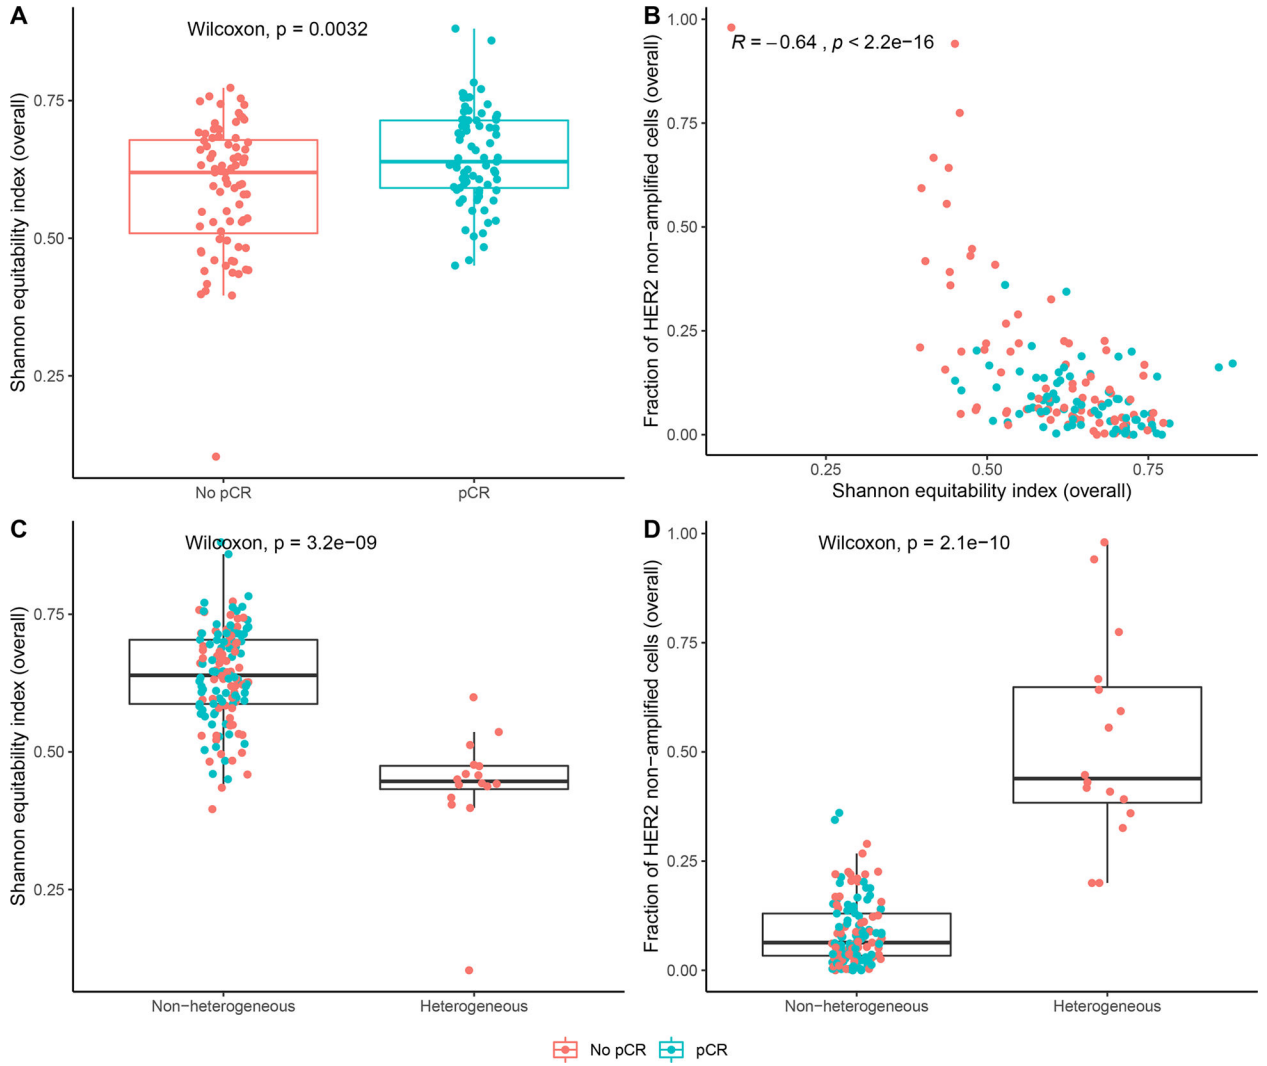 A
Wilcoxon, p = 0.0032
Shannon equitability index (overall)
0.75
0.50
0.25
No pCR
pCR
B
R = −0.64 , p < 2.2e−16
Fraction of HER2 non−amplified cells (overall)
1.00
0.75
0.50
0.25
0.00
0.25
0.50
0.75
Shannon equitability index (overall)
C
Wilcoxon, p = 3.2e−09
Shannon equitability index (overall)
0.75
0.50
0.25
Non−heterogeneous
Heterogeneous
D
Wilcoxon, p = 2.1e−10
Fraction of HER2 non−amplified cells (overall)
1.00
0.75
0.50
0.25
0.00
Non−heterogeneous
Heterogeneous
No pCR
pCR